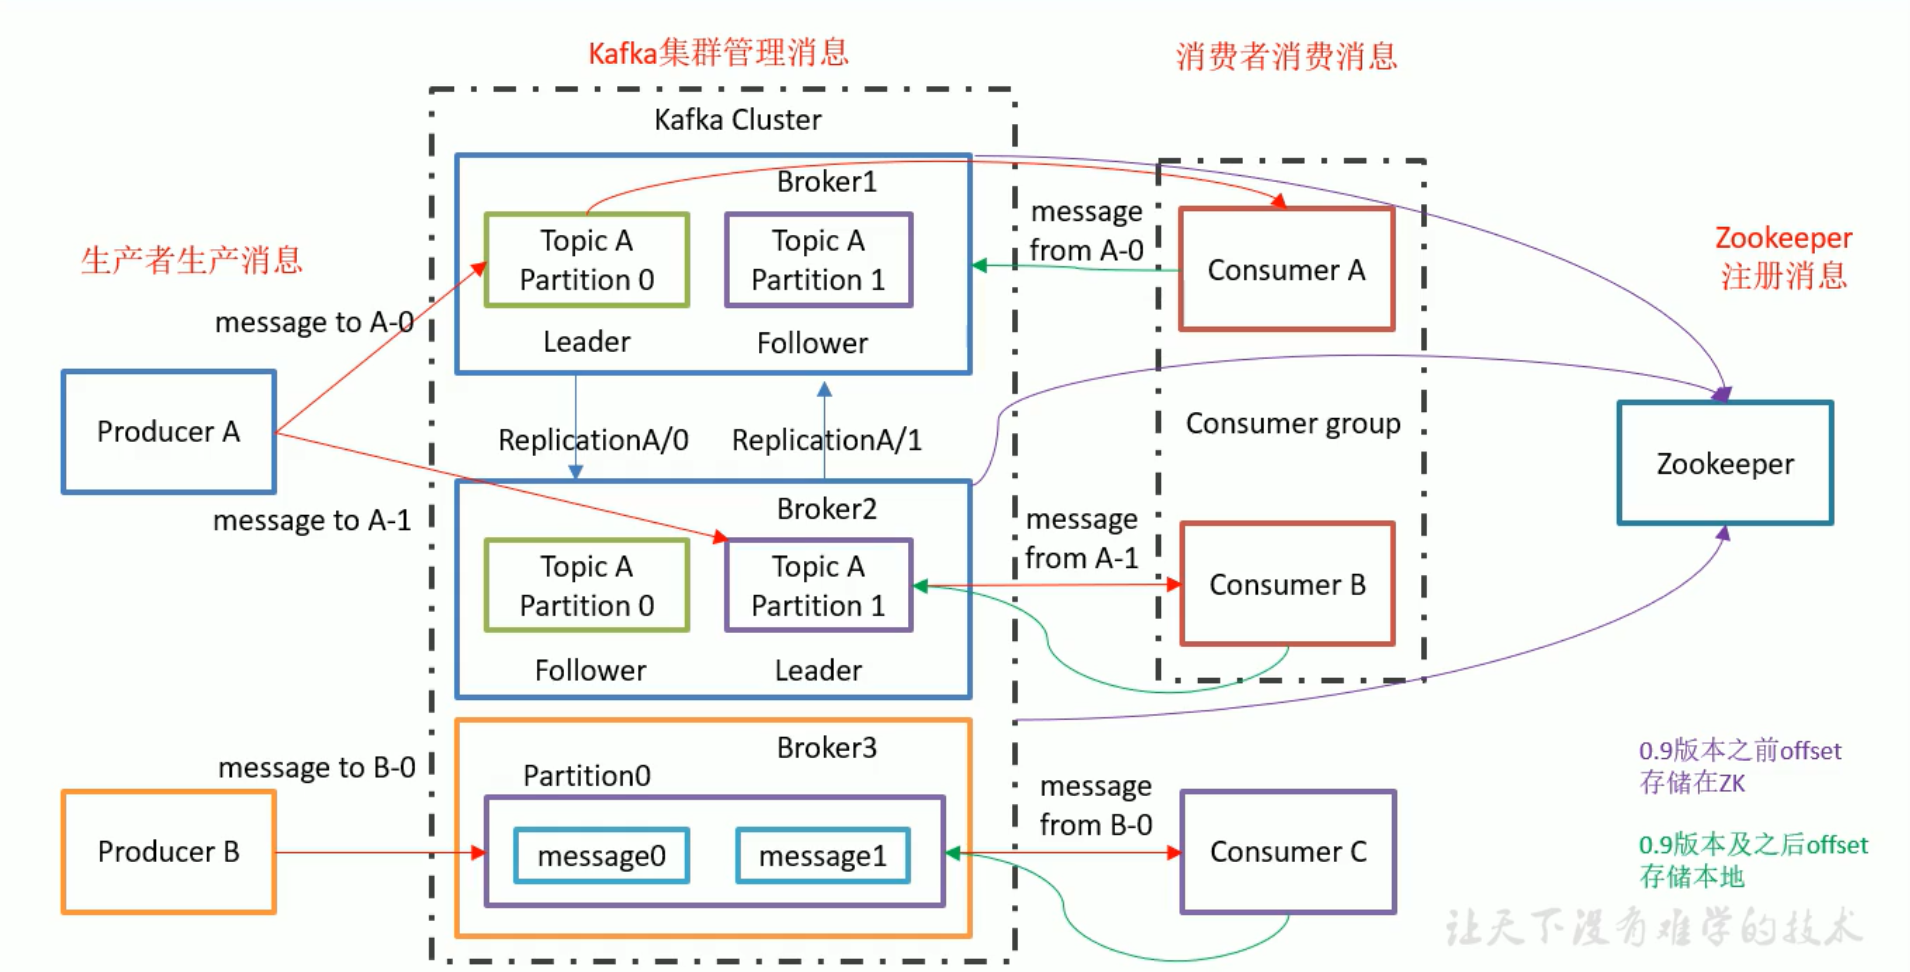 Kafka集群管理消息
消费者消费消息
Kafka Cluster
Broker1
Topic A
Partition 0
Topic A
Partition 1
Leader
Follower
生产者生产消息
message to A-0
Producer A
message to A-1
ReplicationA/0
ReplicationA/1
Broker2
Topic A
Partition 0
Topic A
Partition 1
Follower
Leader
message
from A-0
Consumer A
Consumer group
message
from A-1
Consumer B
Zookeeper
注册消息
Zookeeper
message to B-0
Producer B
Broker3
Partition0
message0
message1
message
from B-0
Consumer C
0.9版本之前offset
存储在ZK
0.9版本及之后offset
存储本地
让天下没有难学的技术